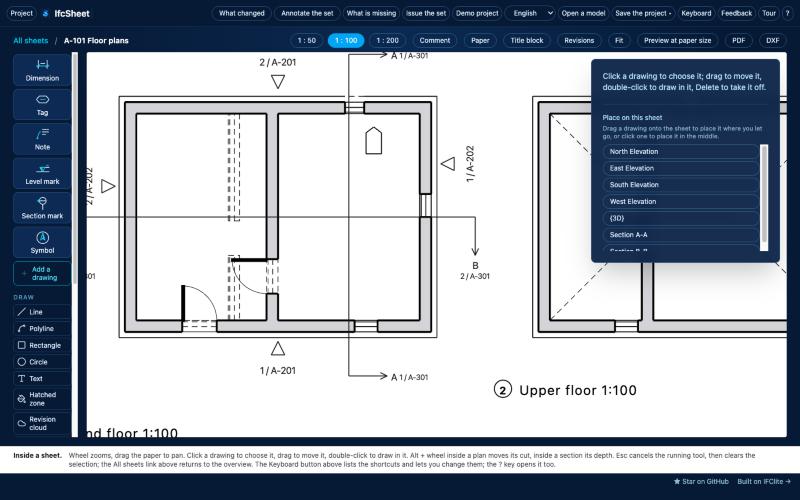 Project IfcSheet What changed Annotate the set What is missing Issue the set Demo project English Open a model Save the project Keyboard Feedback Tour ?
All sheets / A-101 Floor plans 1 : 50 1 : 100 1 : 200 Comment Paper Title block Revisions Fit Preview at paper size PDF DXF
Dimension
Tag
Note
Level mark
Section mark
Symbol
+ Add a
drawing
DRAW
Line
Polyline
Rectangle
Circle
Text
Hatched
zone
Revision
cloud
2/A-201
A 1/A-301
2/A-202
1/A-202
B
2/A-301
301
1/A-201
A 1/A-301
2 Upper floor 1:100
nd floor 1:100
Click a drawing to choose it; drag to move it,
double-click to draw in it, Delete to take it off.
Place on this sheet
Drag a drawing onto the sheet to place it where you let
go, or click one to place it in the middle.
North Elevation
East Elevation
South Elevation
West Elevation
{3D}
Section A-A
Section B-B
Inside a sheet. Wheel zooms, drag the paper to pan. Click a drawing to choose it, drag to move it, double-click to draw in it. Alt + wheel inside a plan moves its cut, inside a section its depth. Esc cancels the running tool, then clears the
selection; the All sheets link above returns to the overview. The Keyboard button above lists the shortcuts and lets you change them; the ? key opens it too.
★ Star on GitHub Built on IFClite →